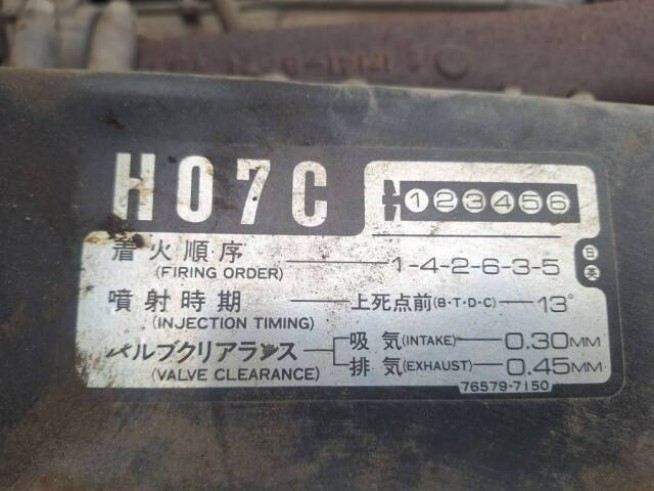 H07C
①②③④⑤⑥
着火順序
(FIRING ORDER)
1-4-2-6-3-5
噴射時期
(INJECTION TIMING)
上死点前(B·T·D·C) 13°
バルブクリアランス
(VALVE CLEARANCE)
吸気(INTAKE) 0.30MM
排気(EXHAUST) 0.45MM
76579-7150